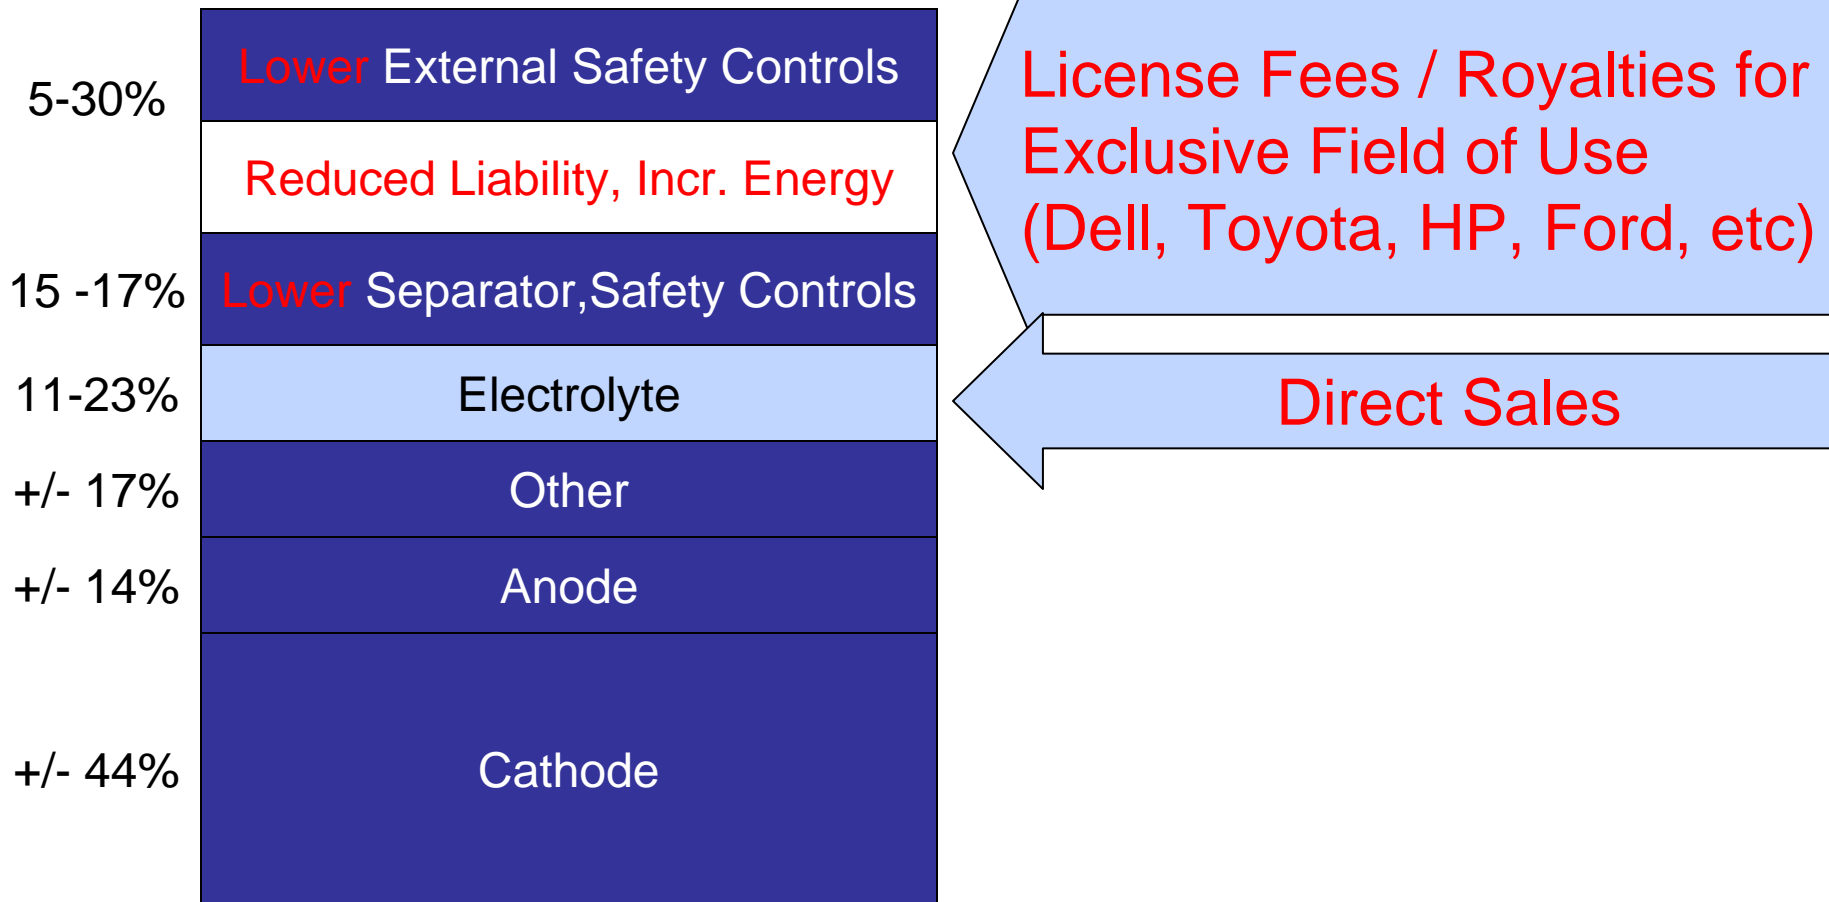 5-30%
Lower External Safety Controls
Reduced Liability, Incr. Energy
15 -17%
Lower Separator,Safety Controls
11-23%
Electrolyte
+/- 17%
Other
+/- 14%
Anode
+/- 44%
Cathode
License Fees / Royalties for
Exclusive Field of Use
(Dell, Toyota, HP, Ford, etc)
Direct Sales